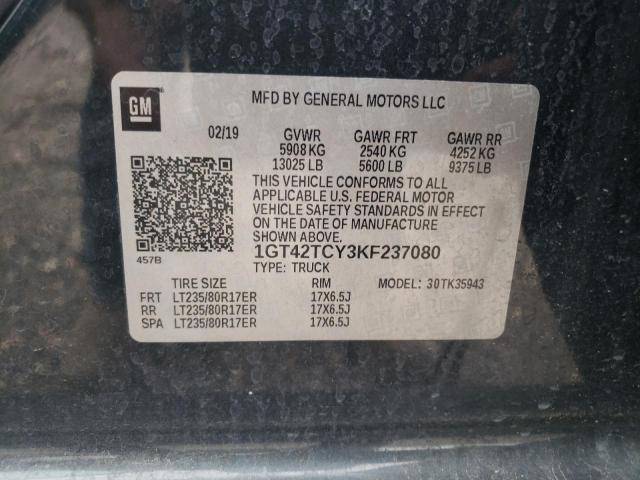 GM
MFD BY GENERAL MOTORS LLC
02/19 GVWR GAWR FRT GAWR RR
5908 KG 2540 KG 4252 KG
13025 LB 5600 LB 9375 LB
THIS VEHICLE CONFORMS TO ALL
APPLICABLE U.S. FEDERAL MOTOR
VEHICLE SAFETY STANDARDS IN EFFECT
ON THE DATE OF MANUFACTURE
SHOWN ABOVE.
457B 1GT42TCY3KF237080
TYPE: TRUCK
TIRE SIZE RIM MODEL: 30TK35943
FRT LT235/80R17ER 17X6.5J
RR LT235/80R17ER 17X6.5J
SPA LT235/80R17ER 17X6.5J